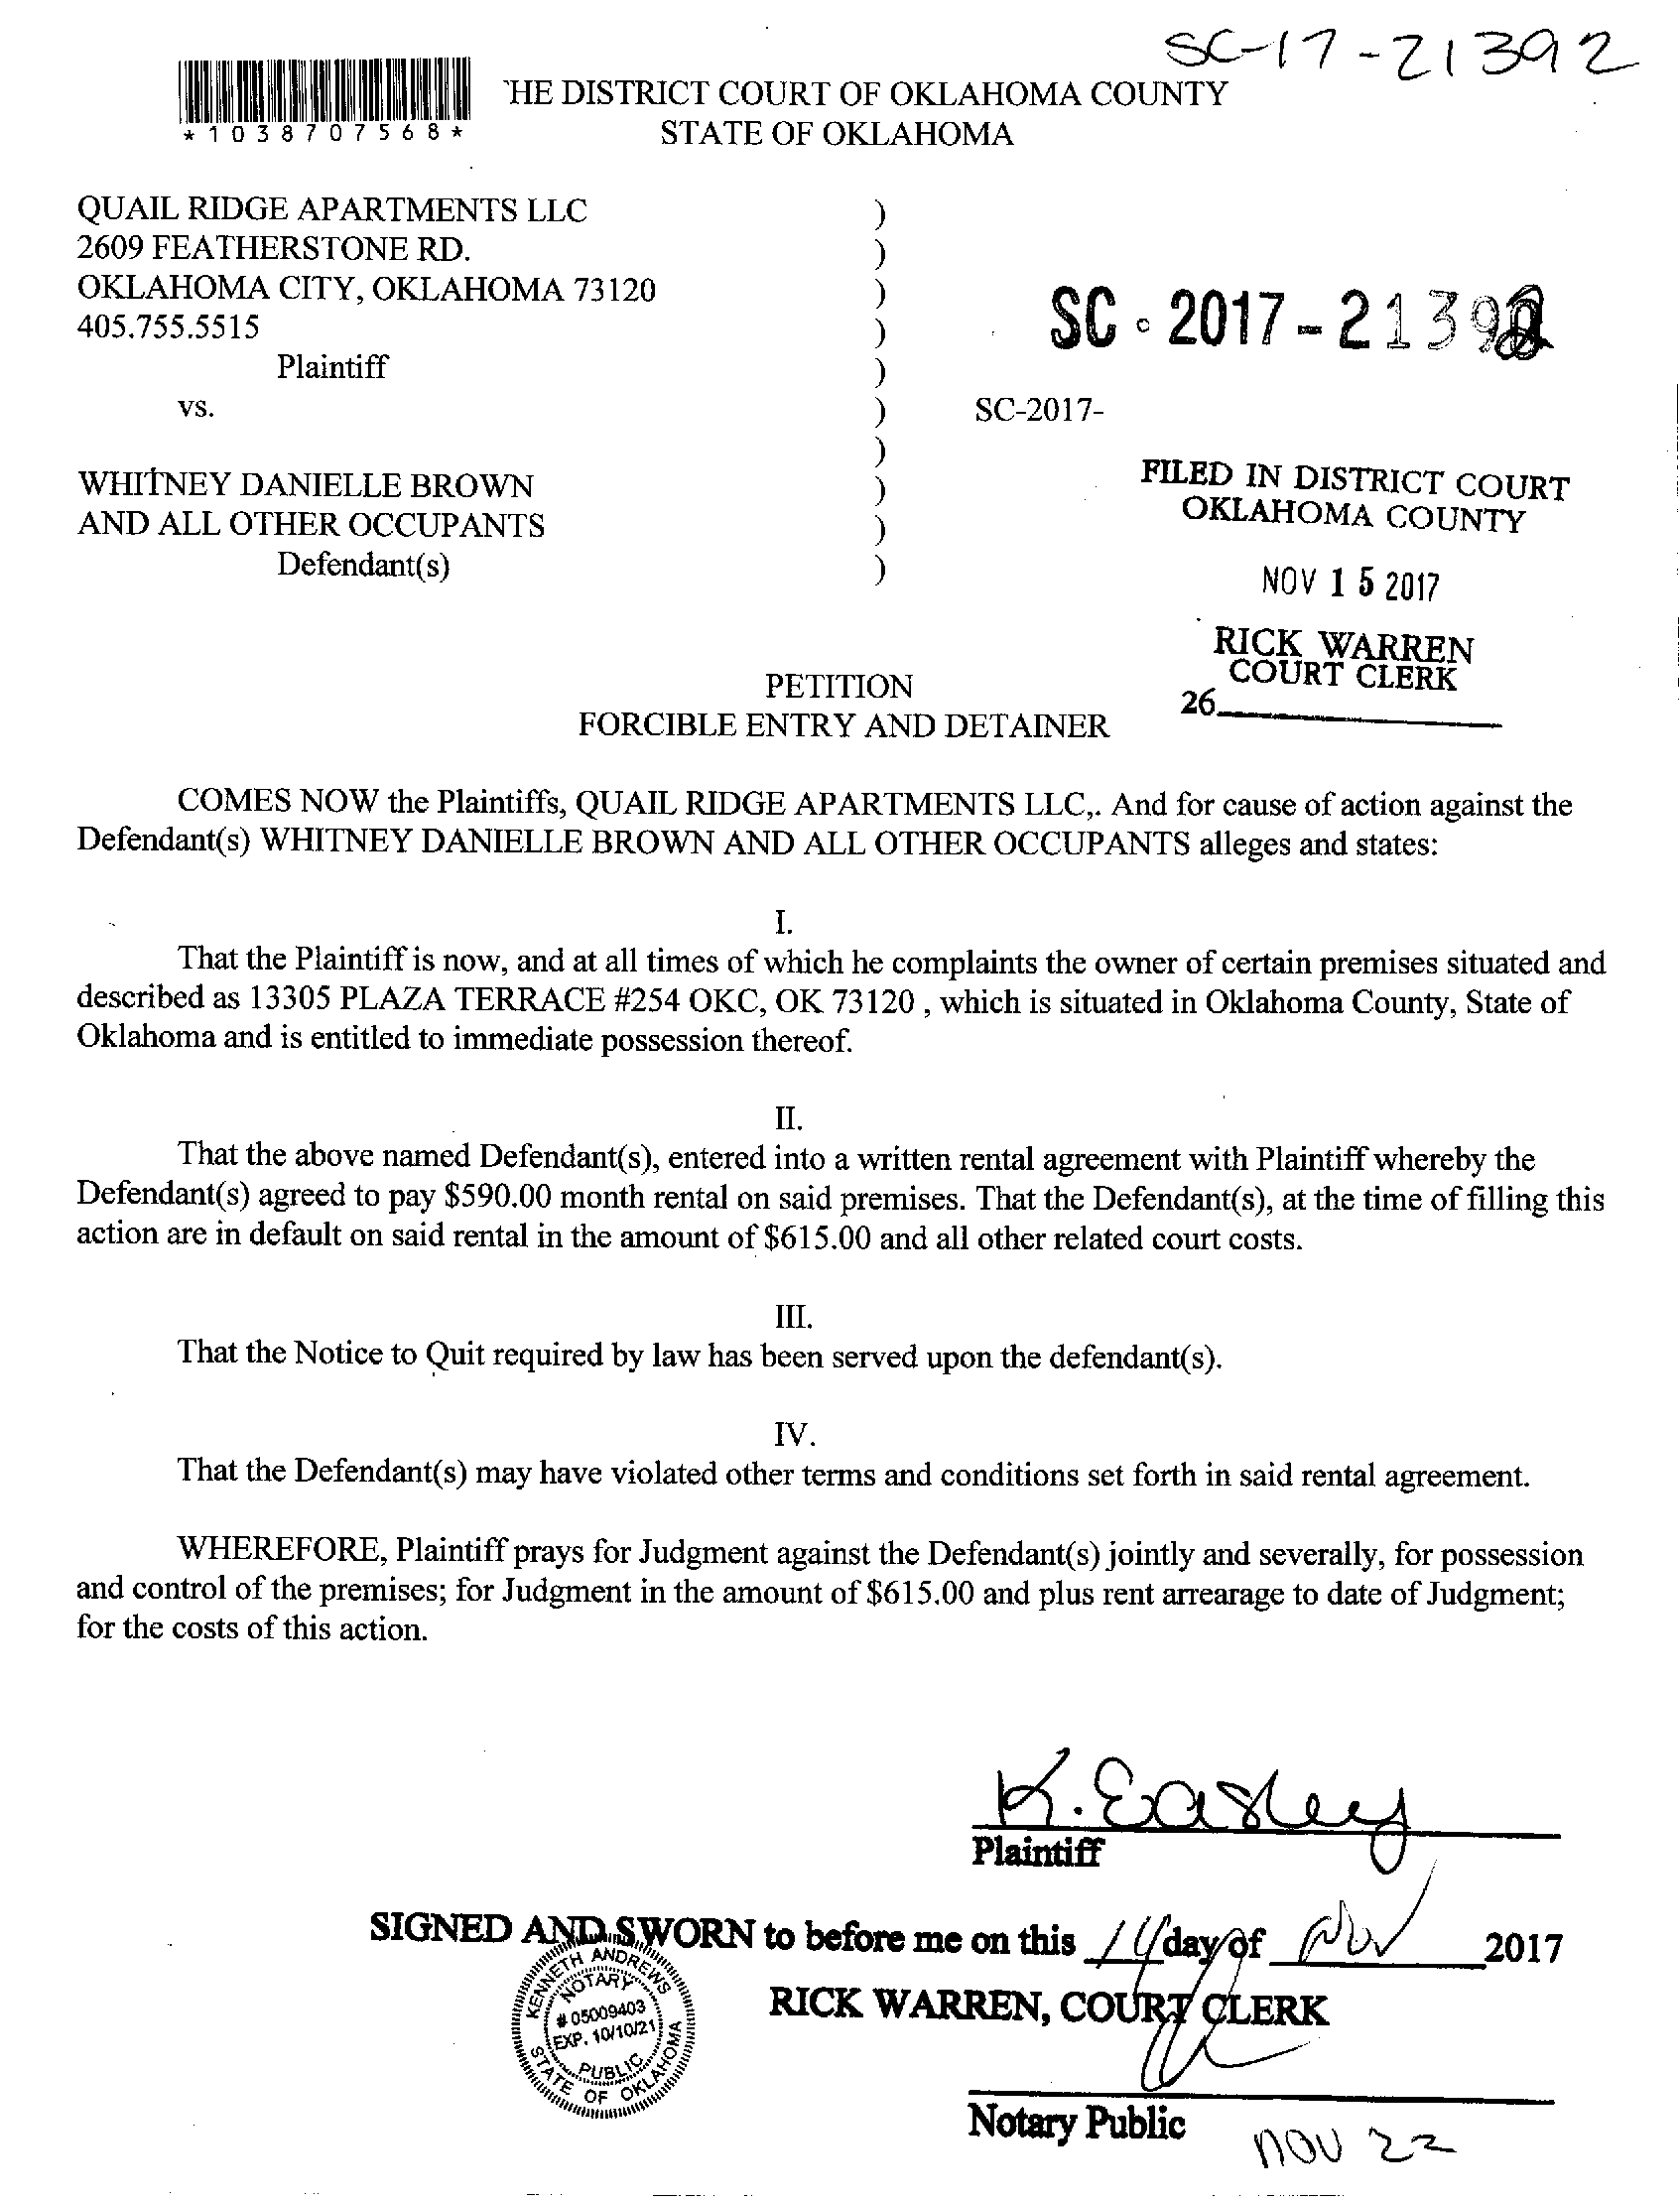 SC-17-21392
*1038707568*
'HE DISTRICT COURT OF OKLAHOMA COUNTY
STATE OF OKLAHOMA
QUAIL RIDGE APARTMENTS LLC )
2609 FEATHERSTONE RD. )
OKLAHOMA CITY, OKLAHOMA 73120 )
405.755.5515 )
SC 2017-21392
Plaintiff )
vs. ) SC-2017-
)
WHITNEY DANIELLE BROWN )
AND ALL OTHER OCCUPANTS )
Defendant(s) )
FILED IN DISTRICT COURT
OKLAHOMA COUNTY
NOV 15 2017
RICK WARREN
COURT CLERK
26
PETITION
FORCIBLE ENTRY AND DETAINER
COMES NOW the Plaintiffs, QUAIL RIDGE APARTMENTS LLC,. And for cause of action against the
Defendant(s) WHITNEY DANIELLE BROWN AND ALL OTHER OCCUPANTS alleges and states:
I.
That the Plaintiff is now, and at all times of which he complaints the owner of certain premises situated and
described as 13305 PLAZA TERRACE #254 OKC, OK 73120 , which is situated in Oklahoma County, State of
Oklahoma and is entitled to immediate possession thereof.
II.
That the above named Defendant(s), entered into a written rental agreement with Plaintiff whereby the
Defendant(s) agreed to pay $590.00 month rental on said premises. That the Defendant(s), at the time of filling this
action are in default on said rental in the amount of $615.00 and all other related court costs.
III.
That the Notice to Quit required by law has been served upon the defendant(s).
IV.
That the Defendant(s) may have violated other terms and conditions set forth in said rental agreement.
WHEREFORE, Plaintiff prays for Judgment against the Defendant(s) jointly and severally, for possession
and control of the premises; for Judgment in the amount of $615.00 and plus rent arrearage to date of Judgment;
for the costs of this action.
K. Easley
Plaintiff
SIGNED AND SWORN to before me on this 14 day of Nov 2017
RICK WARREN, COURT CLERK
KENNETH ANDREWS
NOTARY
# 05009403
EXP. 10/10/21
PUBLIC
STATE OF OKLAHOMA
Notary Public
NOV 22